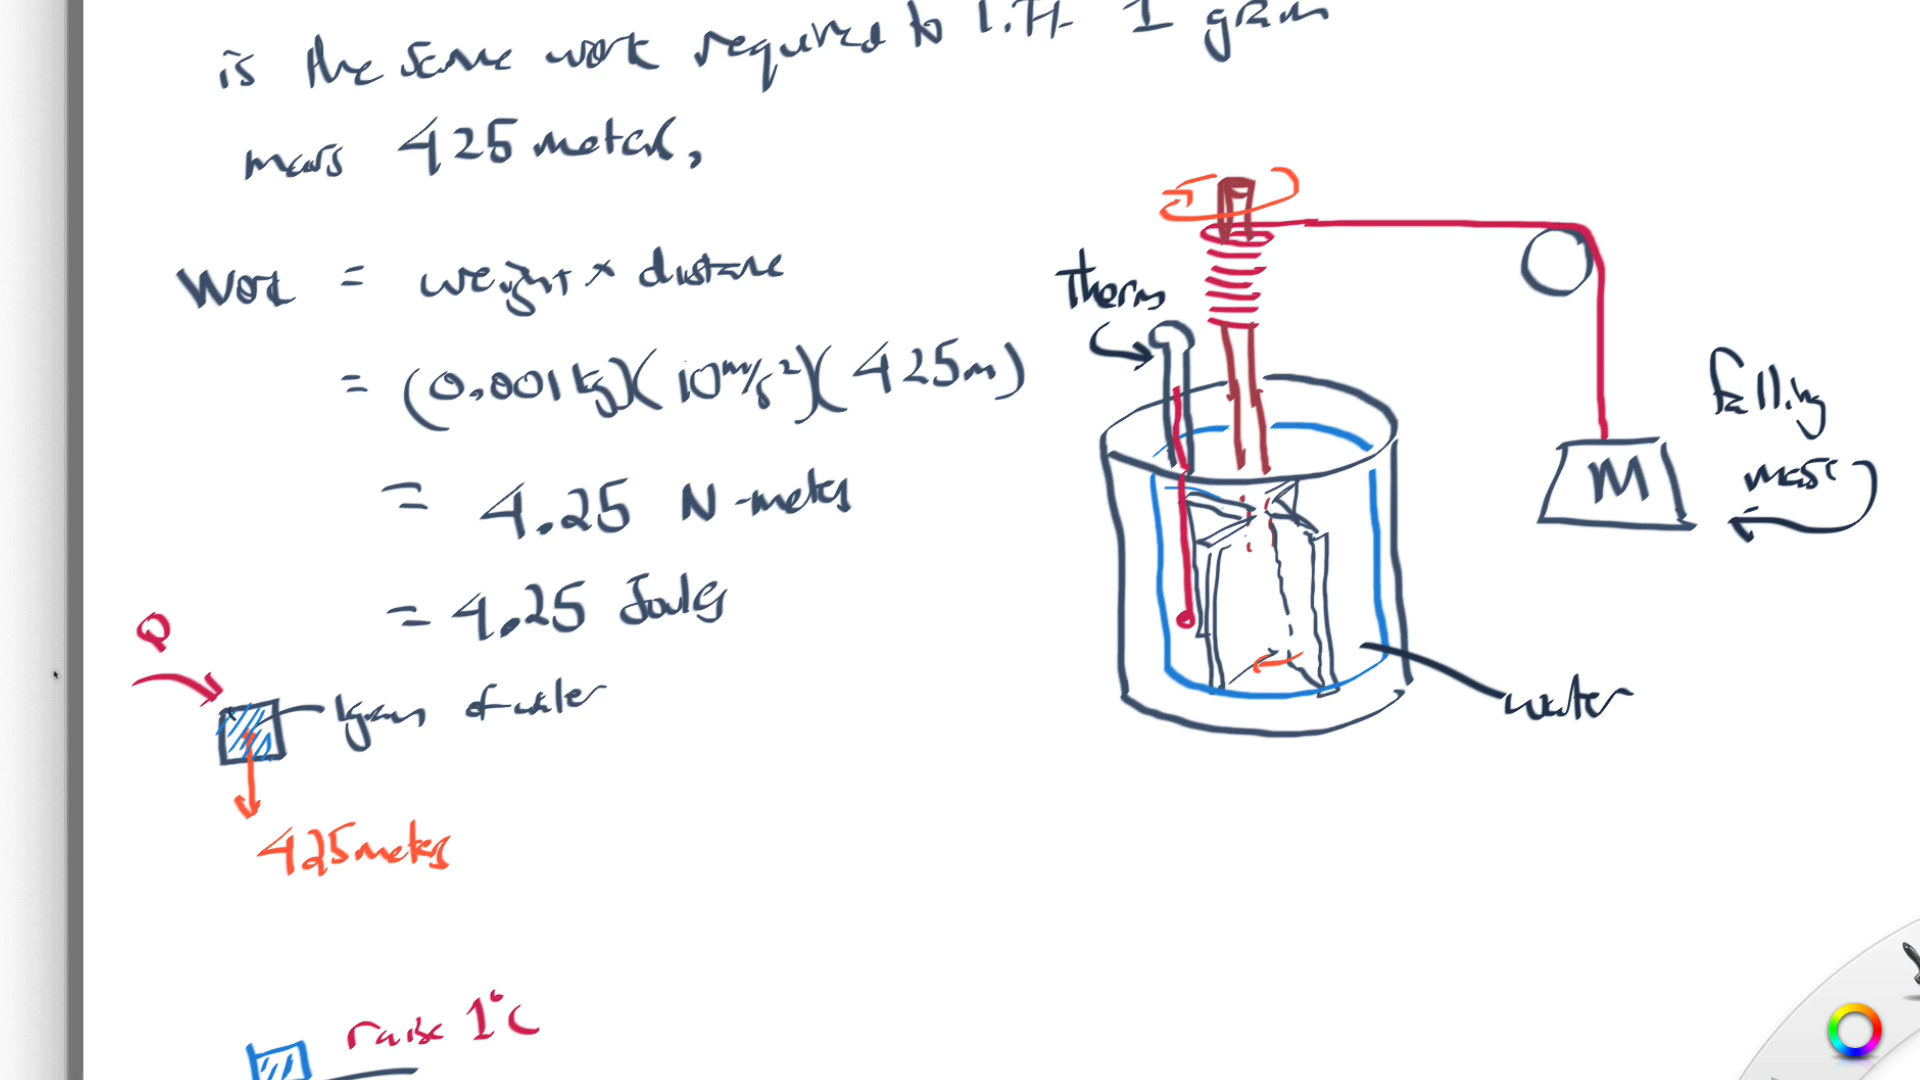 is the same work required to lift 1 gram
mass 425 meters,
Work = weight × distance
= (0.001 kg)(10 m/s²)(425m)
= 4.25 N-meters
= 4.25 Joules
Q
1 gram of water
425 meters
raise 1°C
Therm
M
falling
mass
water